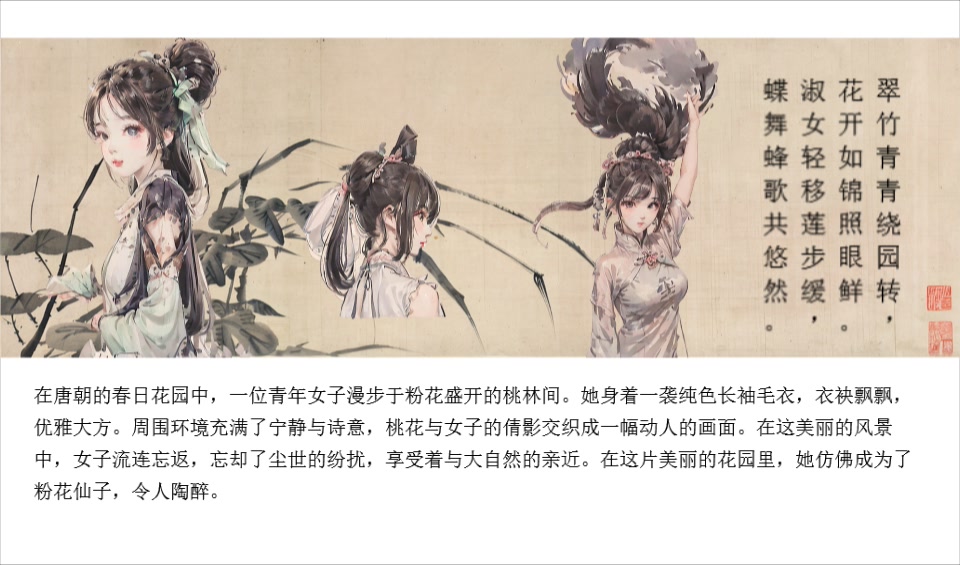 翠竹青青绕园转，
花开如锦照眼鲜。
淑女轻移莲步缓，
蝶舞蜂歌共悠然。
在唐朝的春日花园中，一位青年女子漫步于粉花盛开的桃林间。她身着一袭纯色长袖毛衣，衣袂飘飘，
优雅大方。周围环境充满了宁静与诗意，桃花与女子的倩影交织成一幅动人的画面。在这美丽的风景
中，女子流连忘返，忘却了尘世的纷扰，享受着与大自然的亲近。在这片美丽的花园里，她仿佛成为了
粉花仙子，令人陶醉。